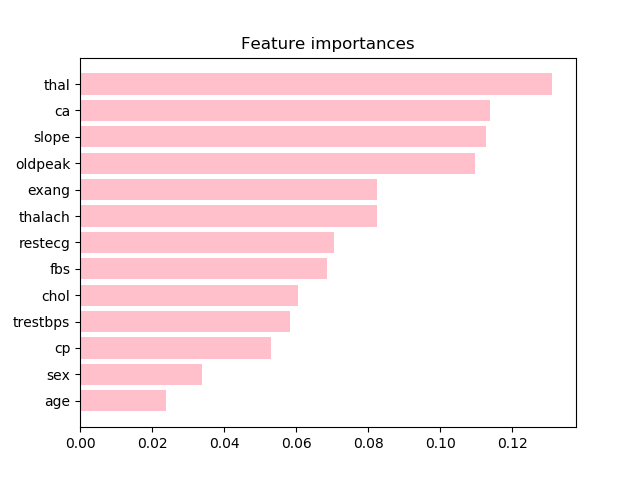 Feature importances
thal
ca
slope
oldpeak
exang
thalach
restecg
fbs
chol
trestbps
cp
sex
age
0.00 0.02 0.04 0.06 0.08 0.10 0.12